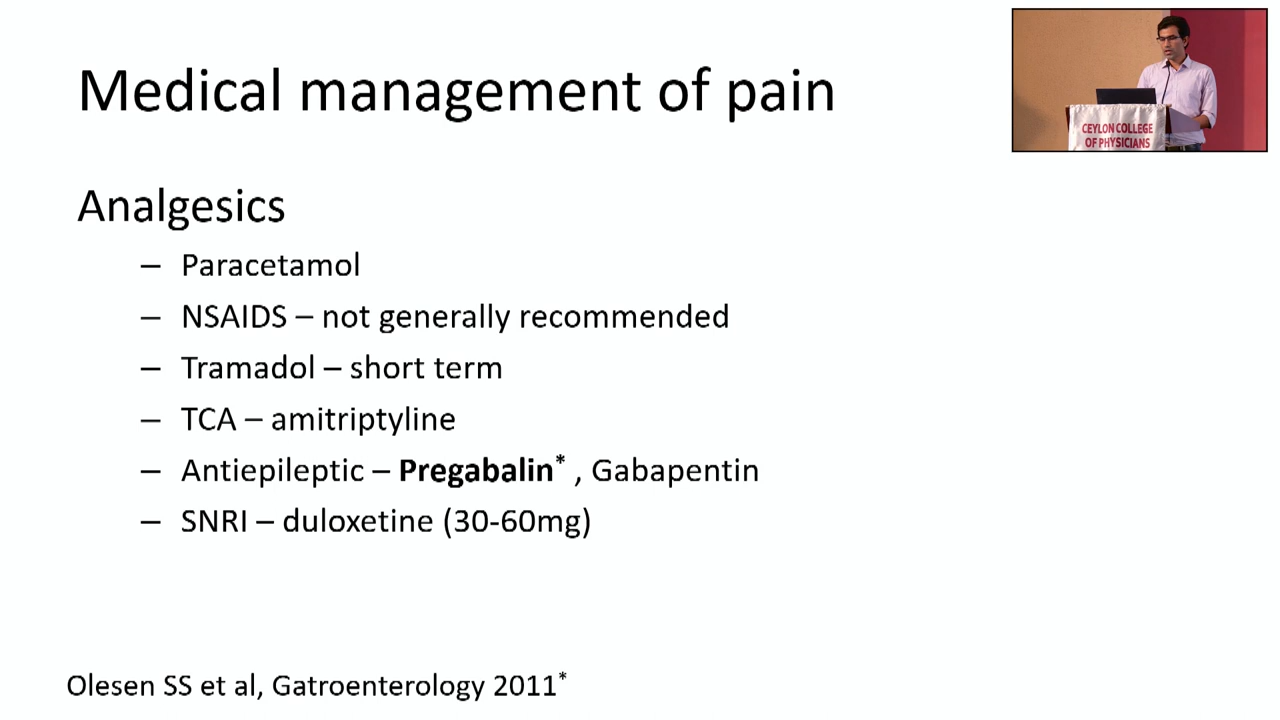 Medical management of pain
CEYLON COLLEGE
OF PHYSICIANS
Analgesics
– Paracetamol
– NSAIDS – not generally recommended
– Tramadol – short term
– TCA – amitriptyline
– Antiepileptic – Pregabalin* , Gabapentin
– SNRI – duloxetine (30-60mg)
Olesen SS et al, Gatroenterology 2011*